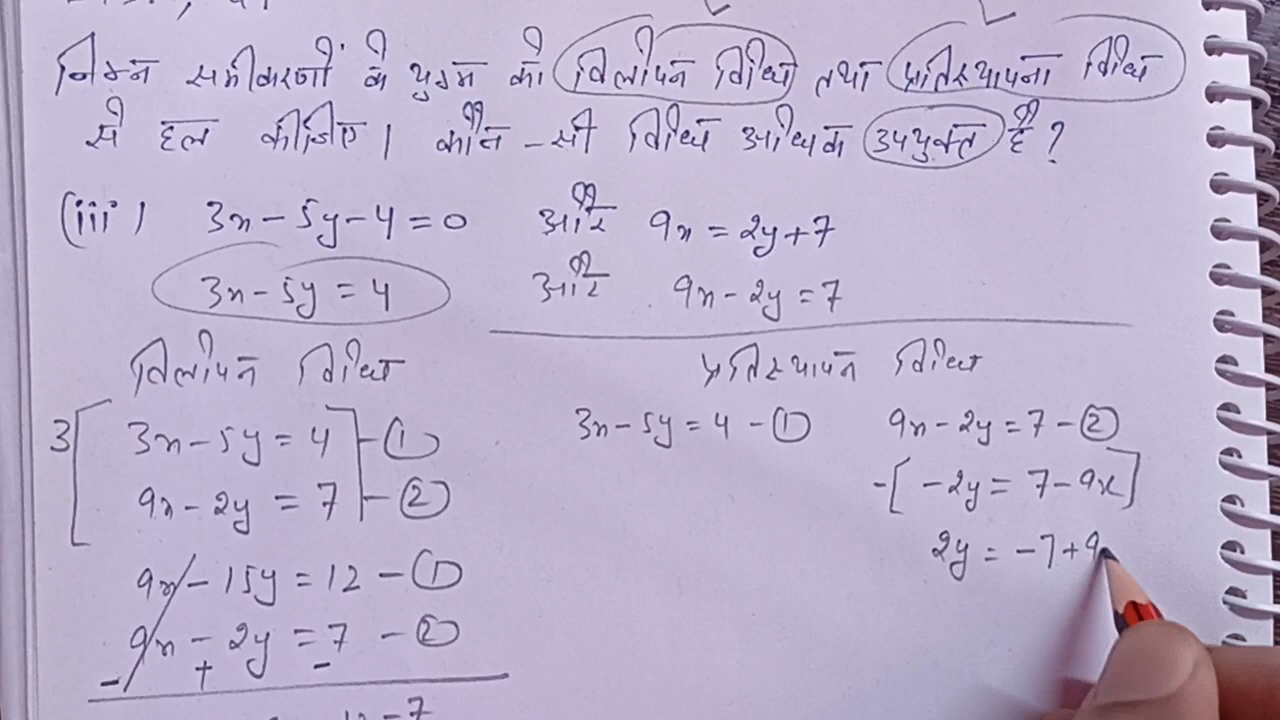 निम्न समीकरणों के युग्म को विलोपन विधि तथा प्रतिस्थापना विधि
से हल कीजिए। कौन-सी विधि अधिक उपयुक्त है?
(iii) 3x - 5y - 4 = 0 और 9x = 2y + 7
3x - 5y = 4 और 9x - 2y = 7
विलोपन विधि
3[ 3x - 5y = 4 ] - ①
9x - 2y = 7 - ②
9x - 15y = 12 - ①
9x - 2y = 7 - ②
- + -
प्रतिस्थापन विधि
3x - 5y = 4 - ① 9x - 2y = 7 - ②
-[ -2y = 7 - 9x ]
2y = -7 + 9